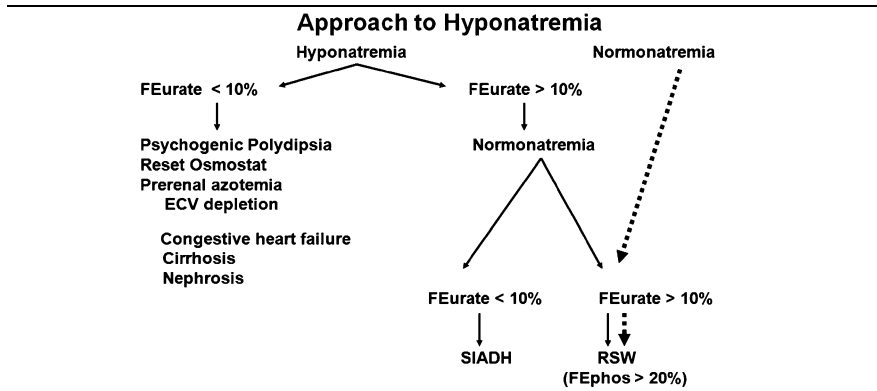 Approach to Hyponatremia
Hyponatremia
Normonatremia
FEurate < 10%
FEurate > 10%
Psychogenic Polydipsia
Reset Osmostat
Prerenal azotemia
ECV depletion
Normonatremia
Congestive heart failure
Cirrhosis
Nephrosis
FEurate < 10%
FEurate > 10%
SIADH
RSW
(FEphos > 20%)